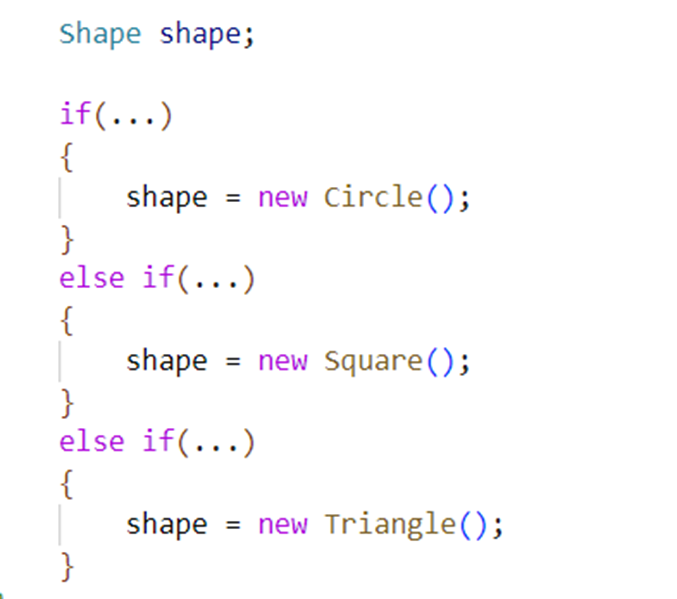 Shape shape;
if(...)
{
shape = new Circle();
}
else if(...)
{
shape = new Square();
}
else if(...)
{
shape = new Triangle();
}